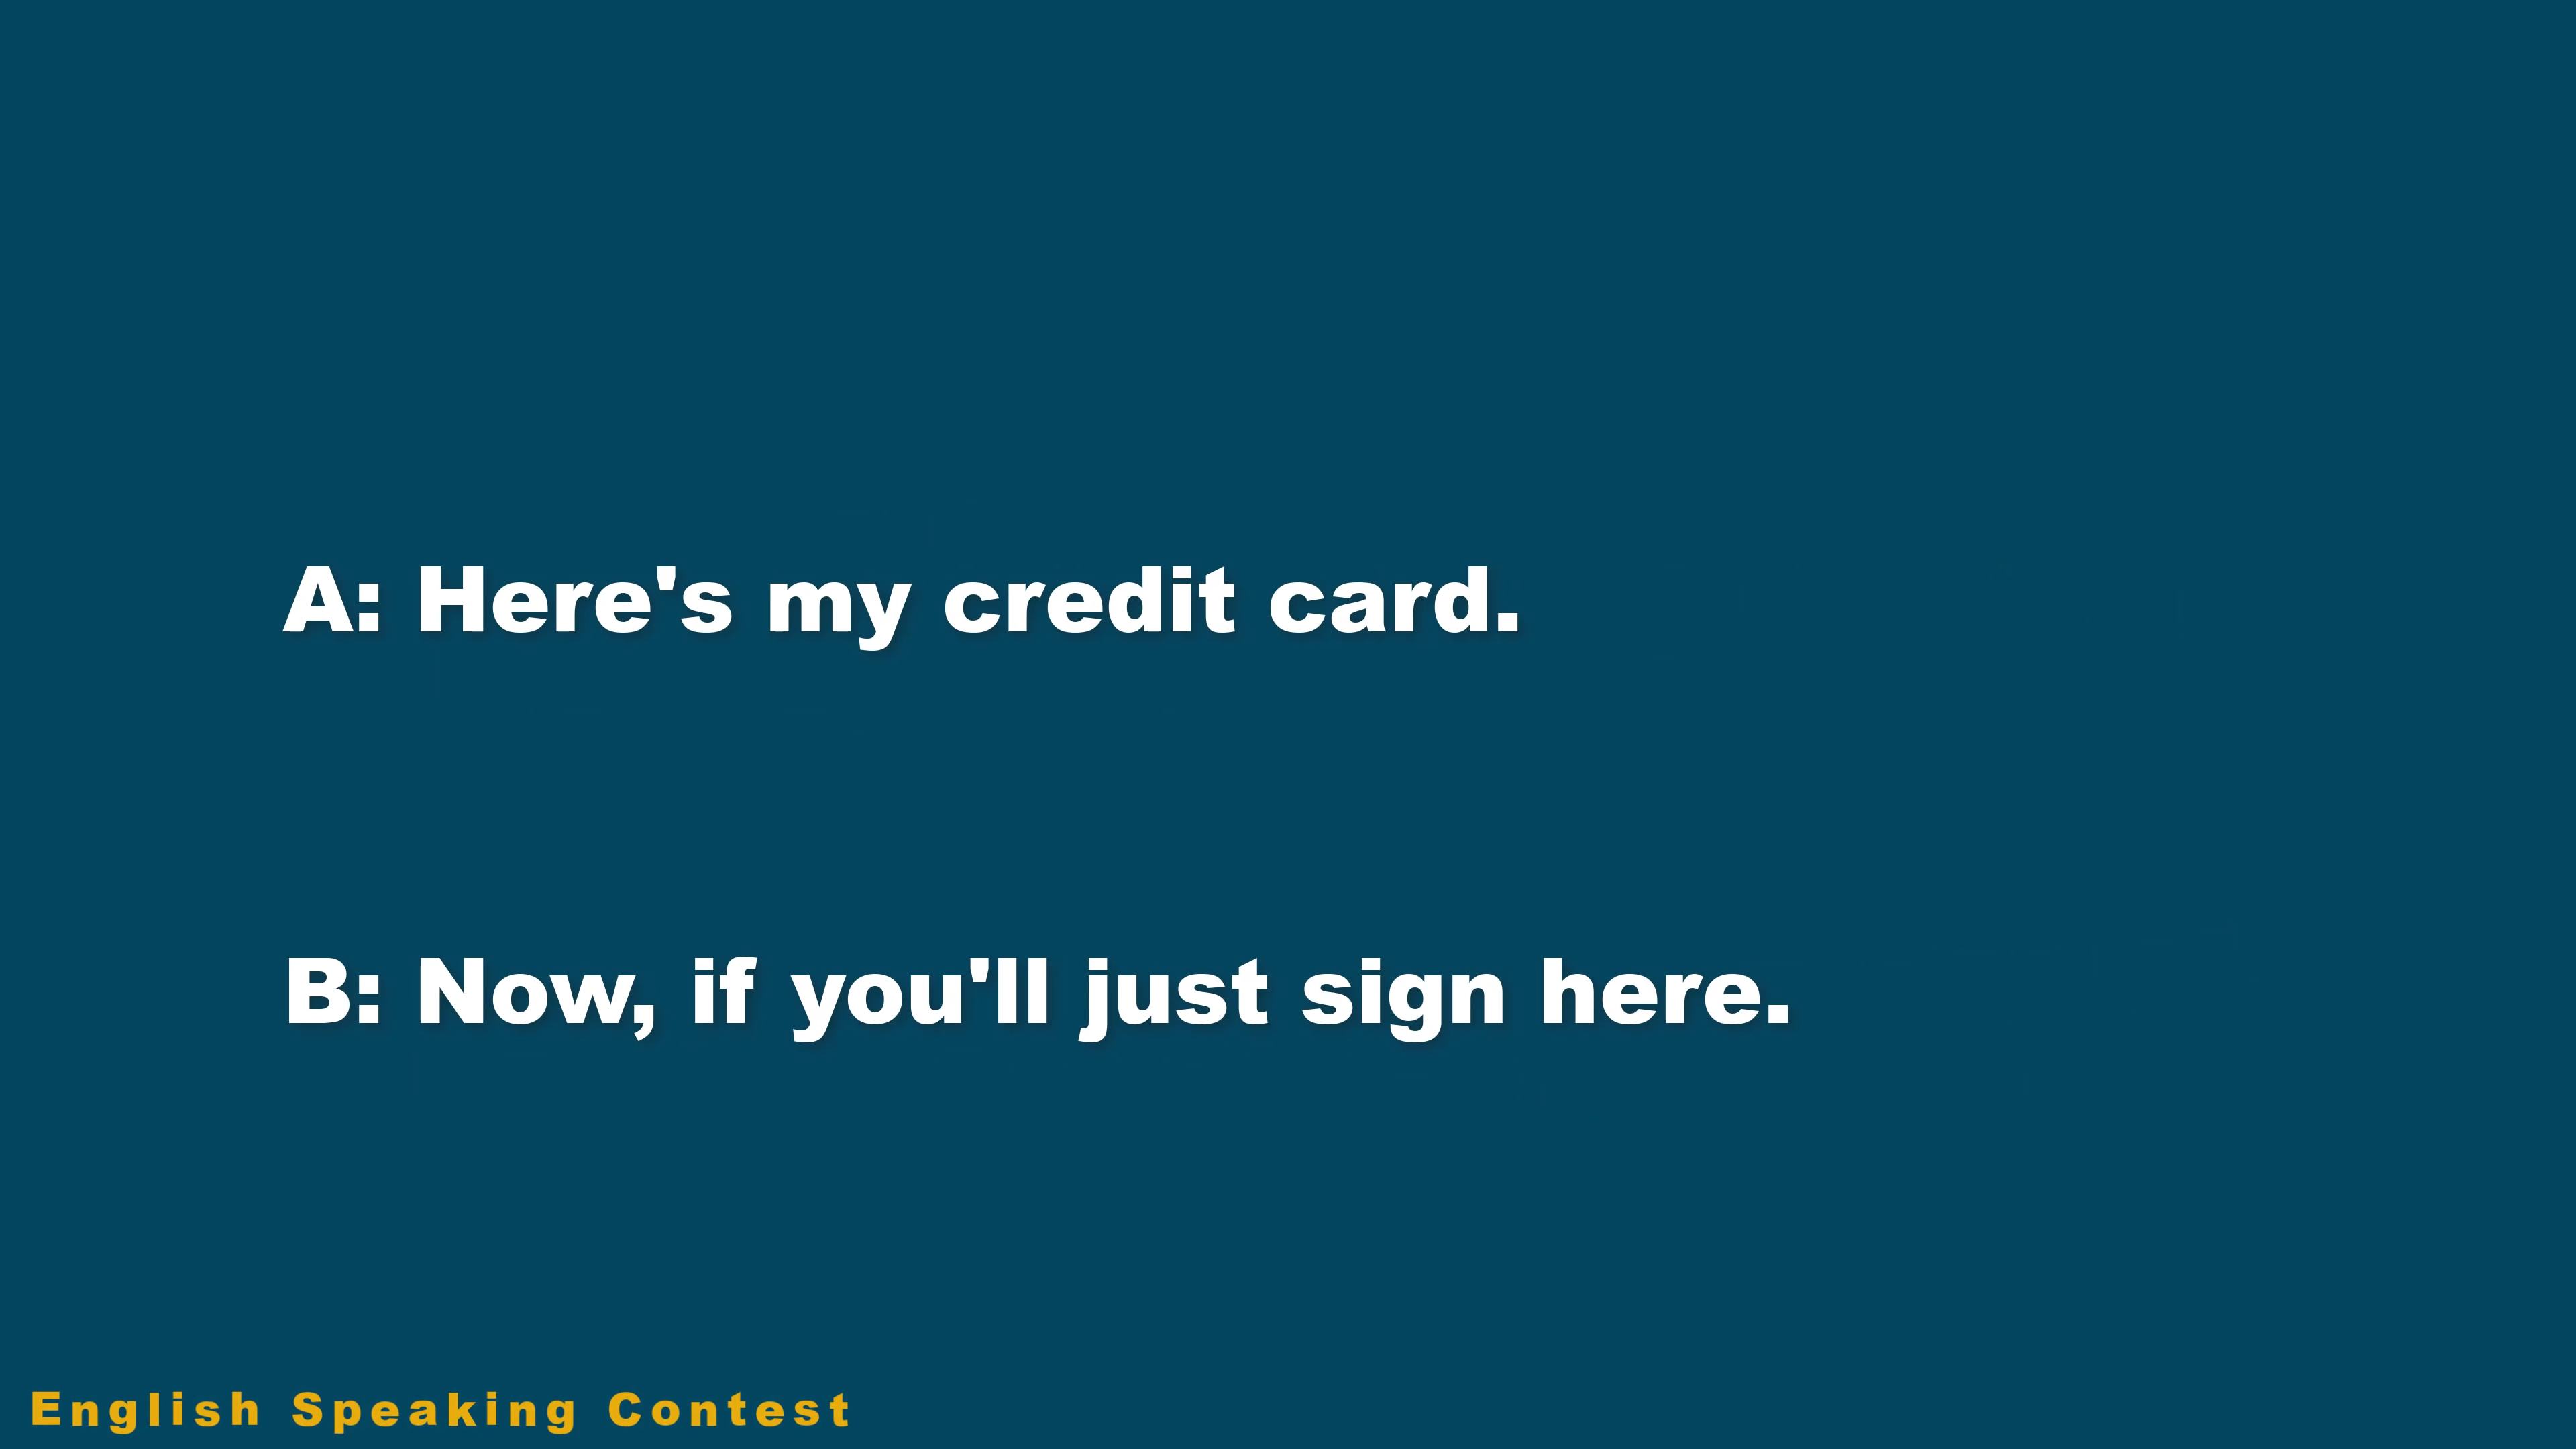 A: Here's my credit card.
B: Now, if you'll just sign here.
English Speaking Contest